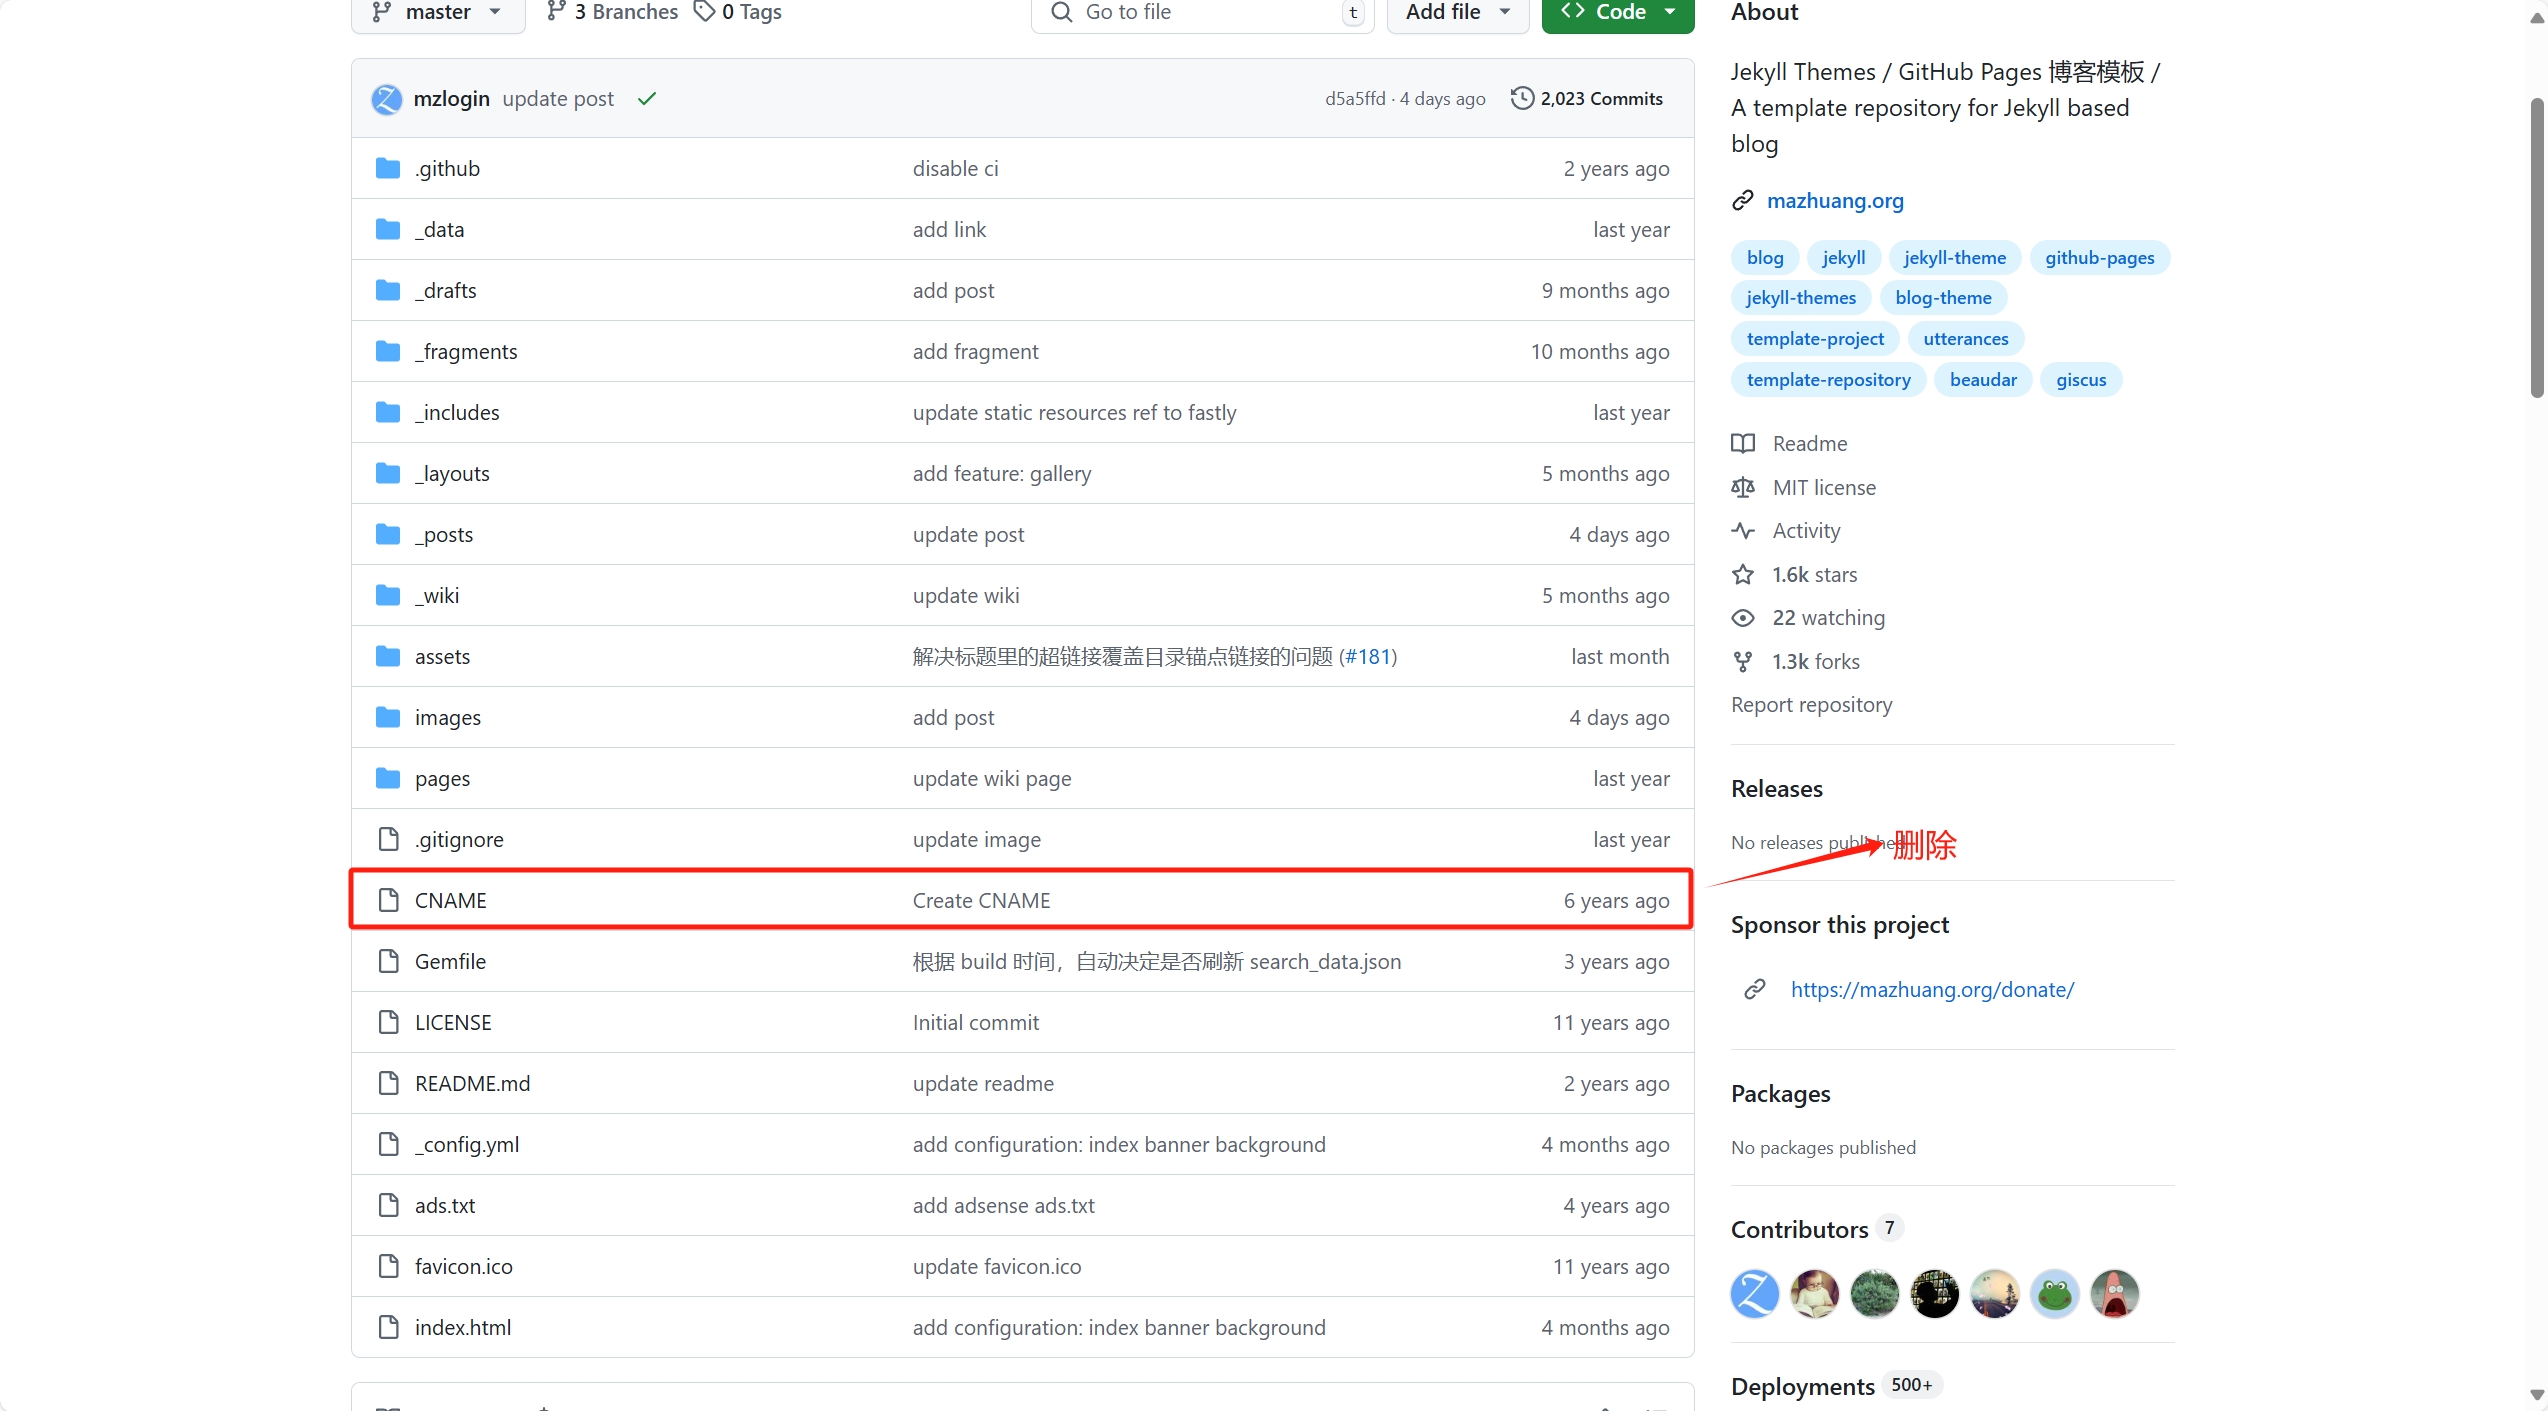 master
3 Branches
0 Tags
Go to file
t
Add file
Code
mzlogin update post
d5a5ffd · 4 days ago
2,023 Commits
.github disable ci 2 years ago
_data add link last year
_drafts add post 9 months ago
_fragments add fragment 10 months ago
_includes update static resources ref to fastly last year
_layouts add feature: gallery 5 months ago
_posts update post 4 days ago
_wiki update wiki 5 months ago
assets 解决标题里的超链接覆盖目录锚点链接的问题 (#181) last month
images add post 4 days ago
pages update wiki page last year
.gitignore update image last year
CNAME Create CNAME 6 years ago
Gemfile 根据 build 时间，自动决定是否刷新 search_data.json 3 years ago
LICENSE Initial commit 11 years ago
README.md update readme 2 years ago
_config.yml add configuration: index banner background 4 months ago
ads.txt add adsense ads.txt 4 years ago
favicon.ico update favicon.ico 11 years ago
index.html add configuration: index banner background 4 months ago
About
Jekyll Themes / GitHub Pages 博客模板 /
A template repository for Jekyll based
blog
mazhuang.org
blog jekyll jekyll-theme github-pages
jekyll-themes blog-theme
template-project utterances
template-repository beaudar giscus
Readme
MIT license
Activity
1.6k stars
22 watching
1.3k forks
Report repository
Releases
No releases published
删除
Sponsor this project
https://mazhuang.org/donate/
Packages
No packages published
Contributors 7
Deployments 500+